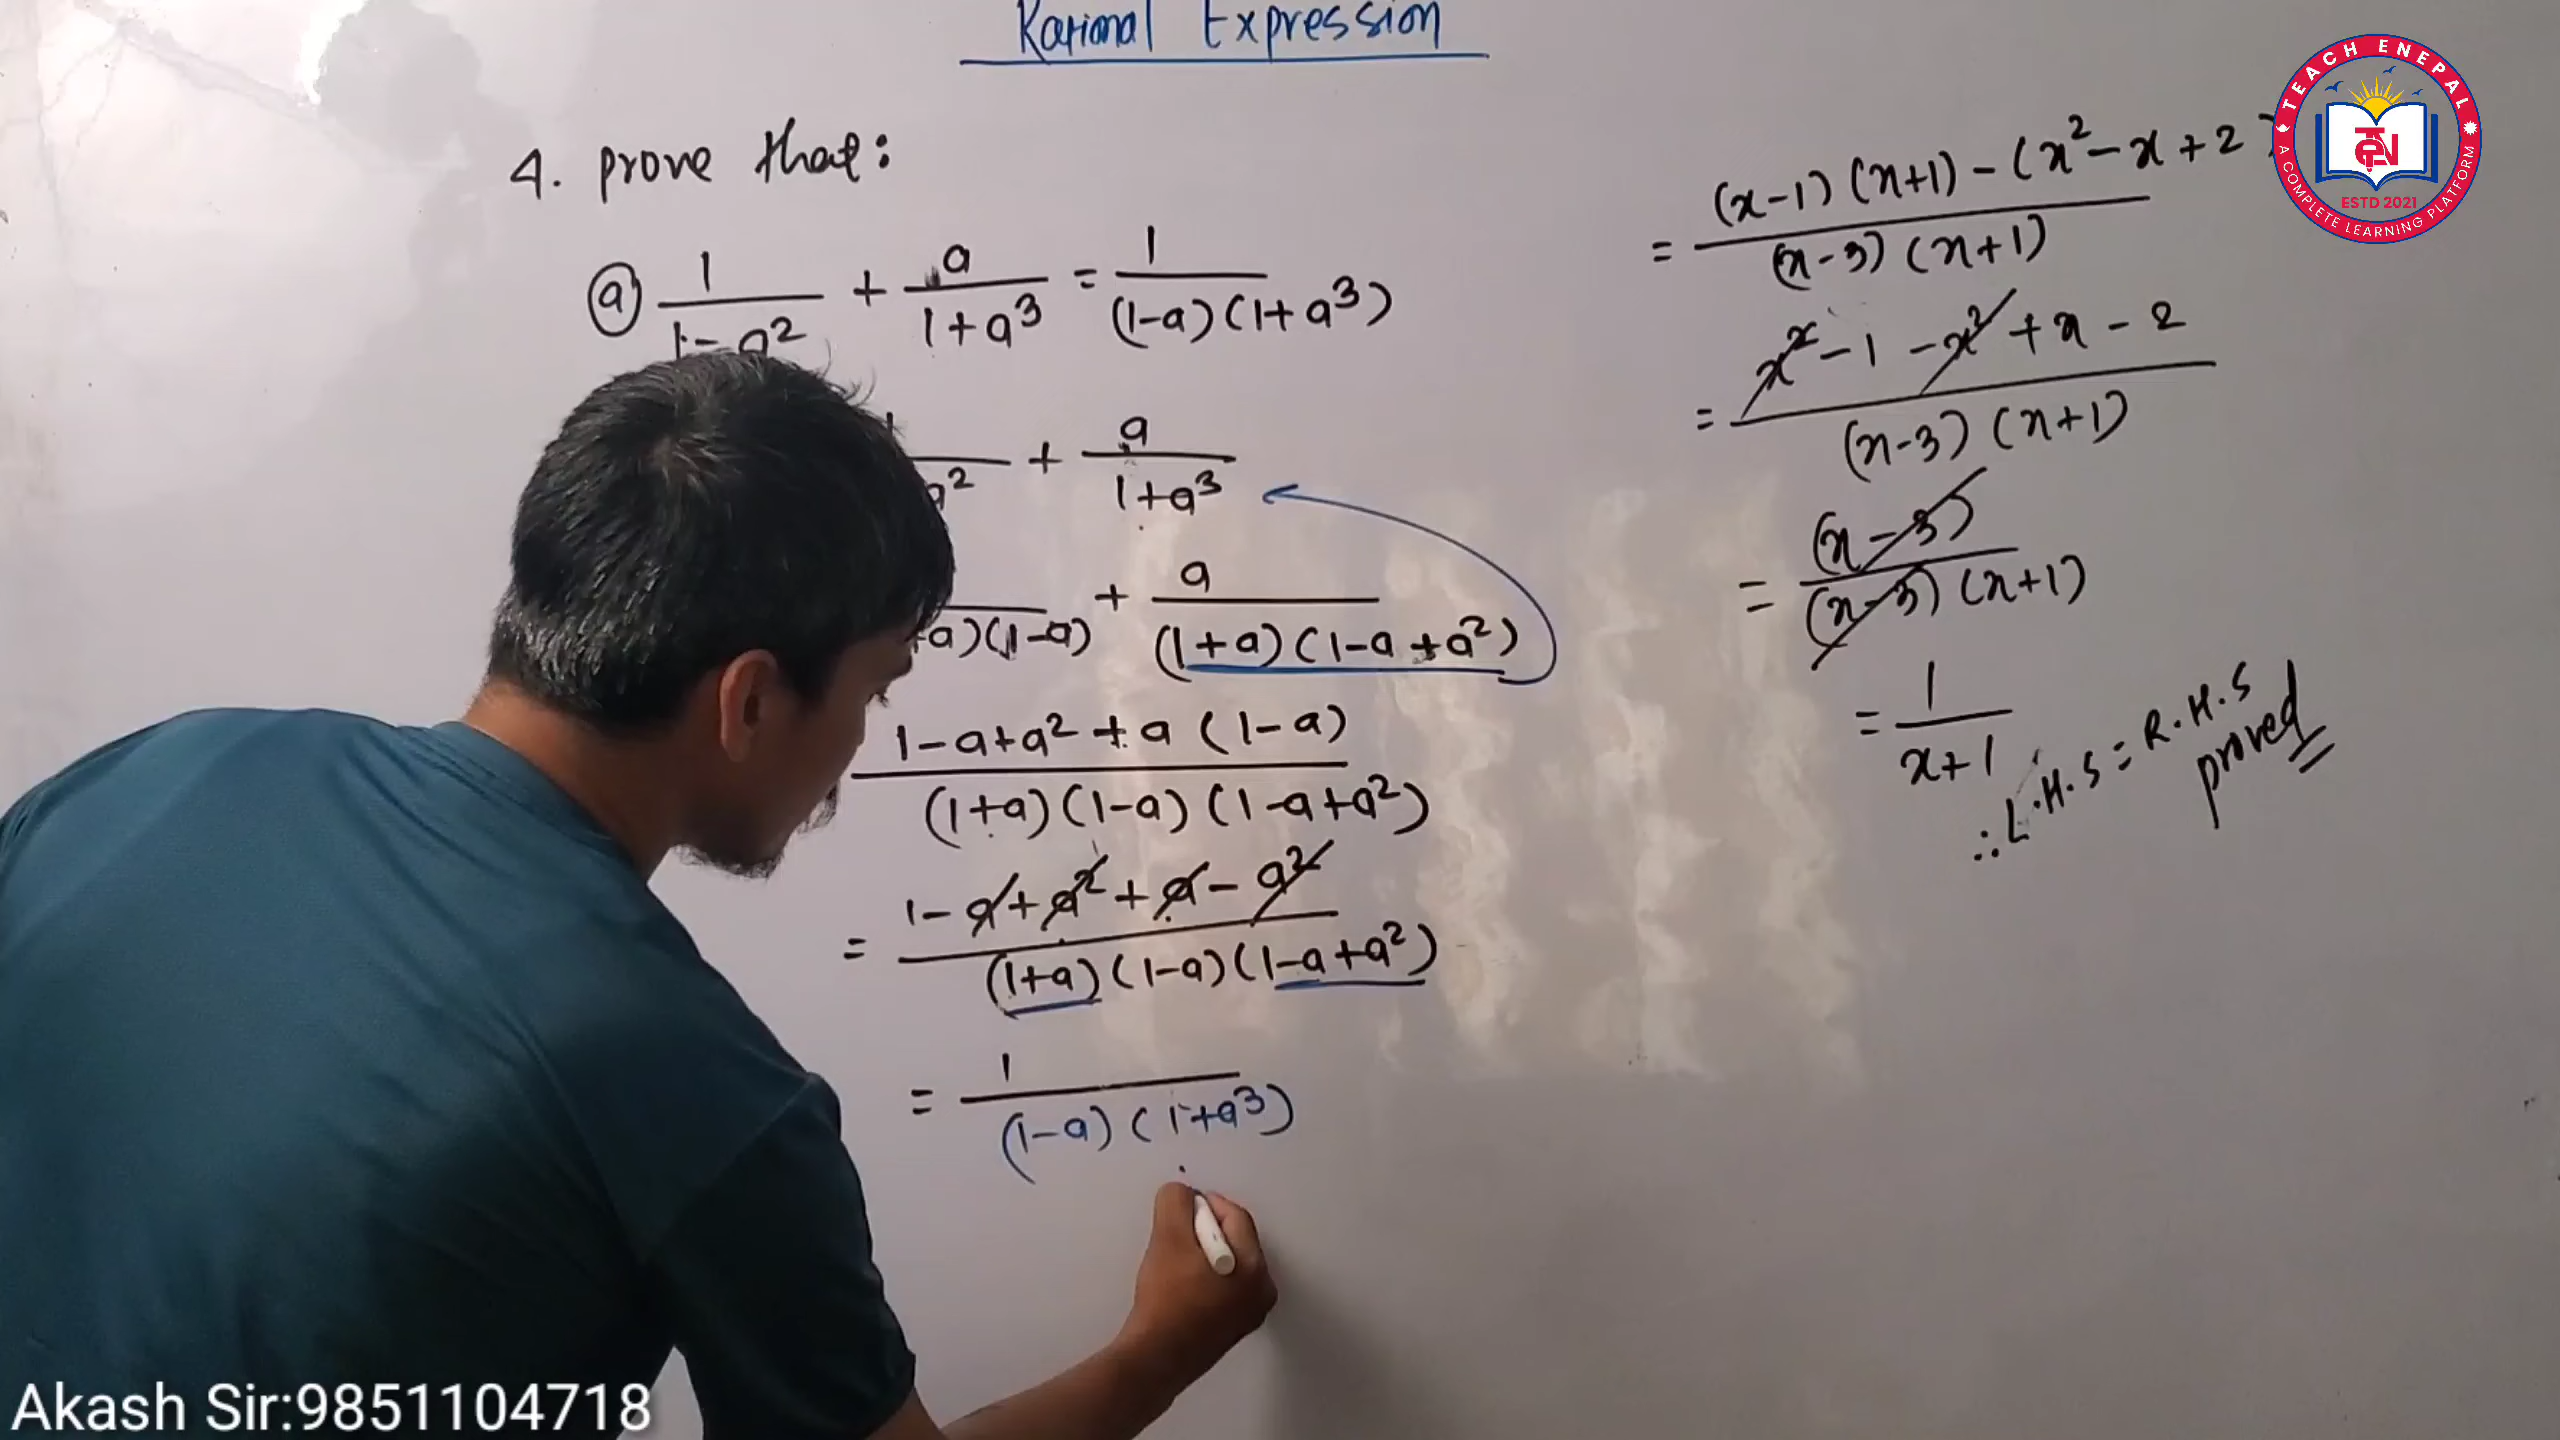 Rational Expression
4. prove that:
(a) 1/(1-a²) + a/(1+a³) = 1/((1-a)(1+a³))
a² + a/(1+a³)
+a)(1-a) + a/((1+a)(1-a+a²))
(1-a+a²+a(1-a))/((1+a)(1-a)(1-a+a²))
= (1-a+a²+a-a²)/((1+a)(1-a)(1-a+a²))
= 1/((1-a)(1+a³))
= ((x-1)(x+1)-(x²-x+2))/((x-3)(x+1))
= (x²-1-x²+x-2)/((x-3)(x+1))
= (x-3)/((x-3)(x+1))
= 1/(x+1)
∴ L.H.S = R.H.S
proved
TEACH ENEPAL
ETN
ESTD 2021
A COMPLETE LEARNING PLATFORM
Akash Sir:9851104718